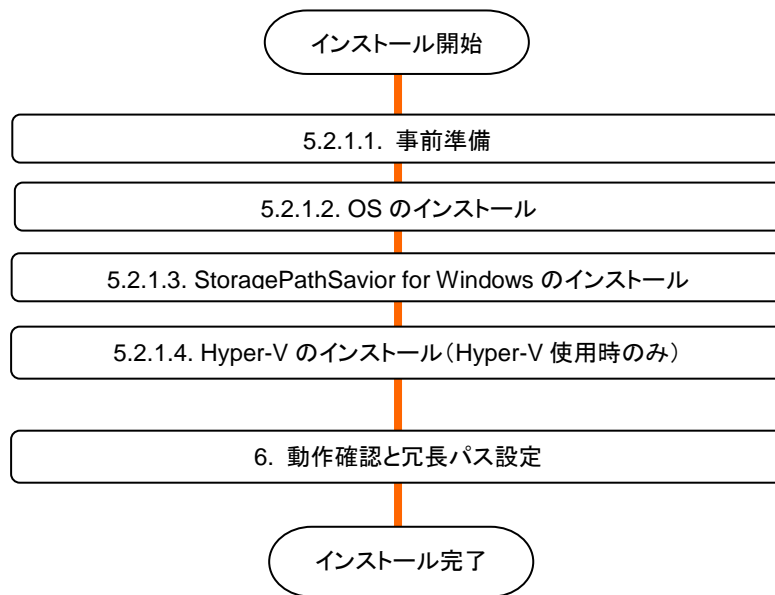 インストール開始
5.2.1.1. 事前準備
5.2.1.2. OS のインストール
5.2.1.3. StoragePathSavior for Windows のインストール
5.2.1.4. Hyper-V のインストール(Hyper-V 使用時のみ)
6. 動作確認と冗長パス設定
インストール完了